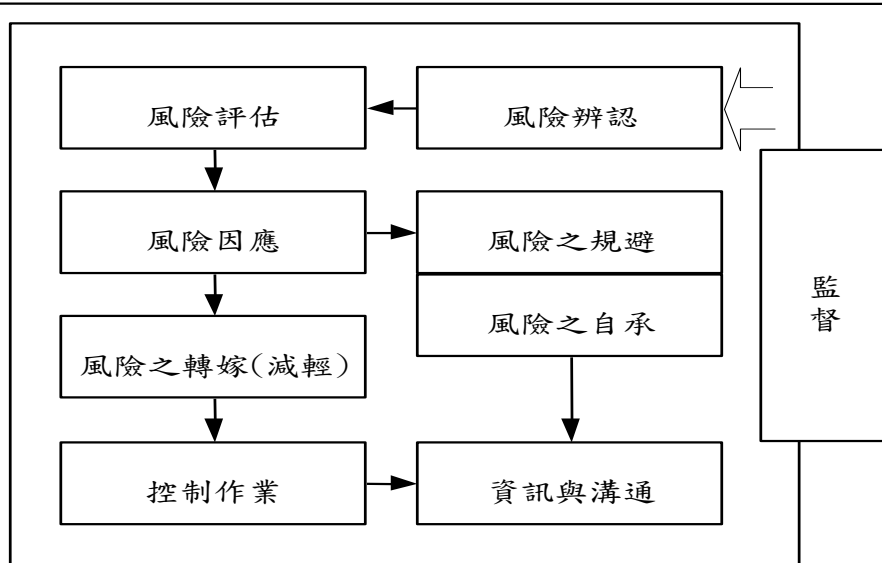 風險評估
風險辨認
風險因應
風險之規避
風險之自承
風險之轉嫁(減輕)
控制作業
資訊與溝通
監
督